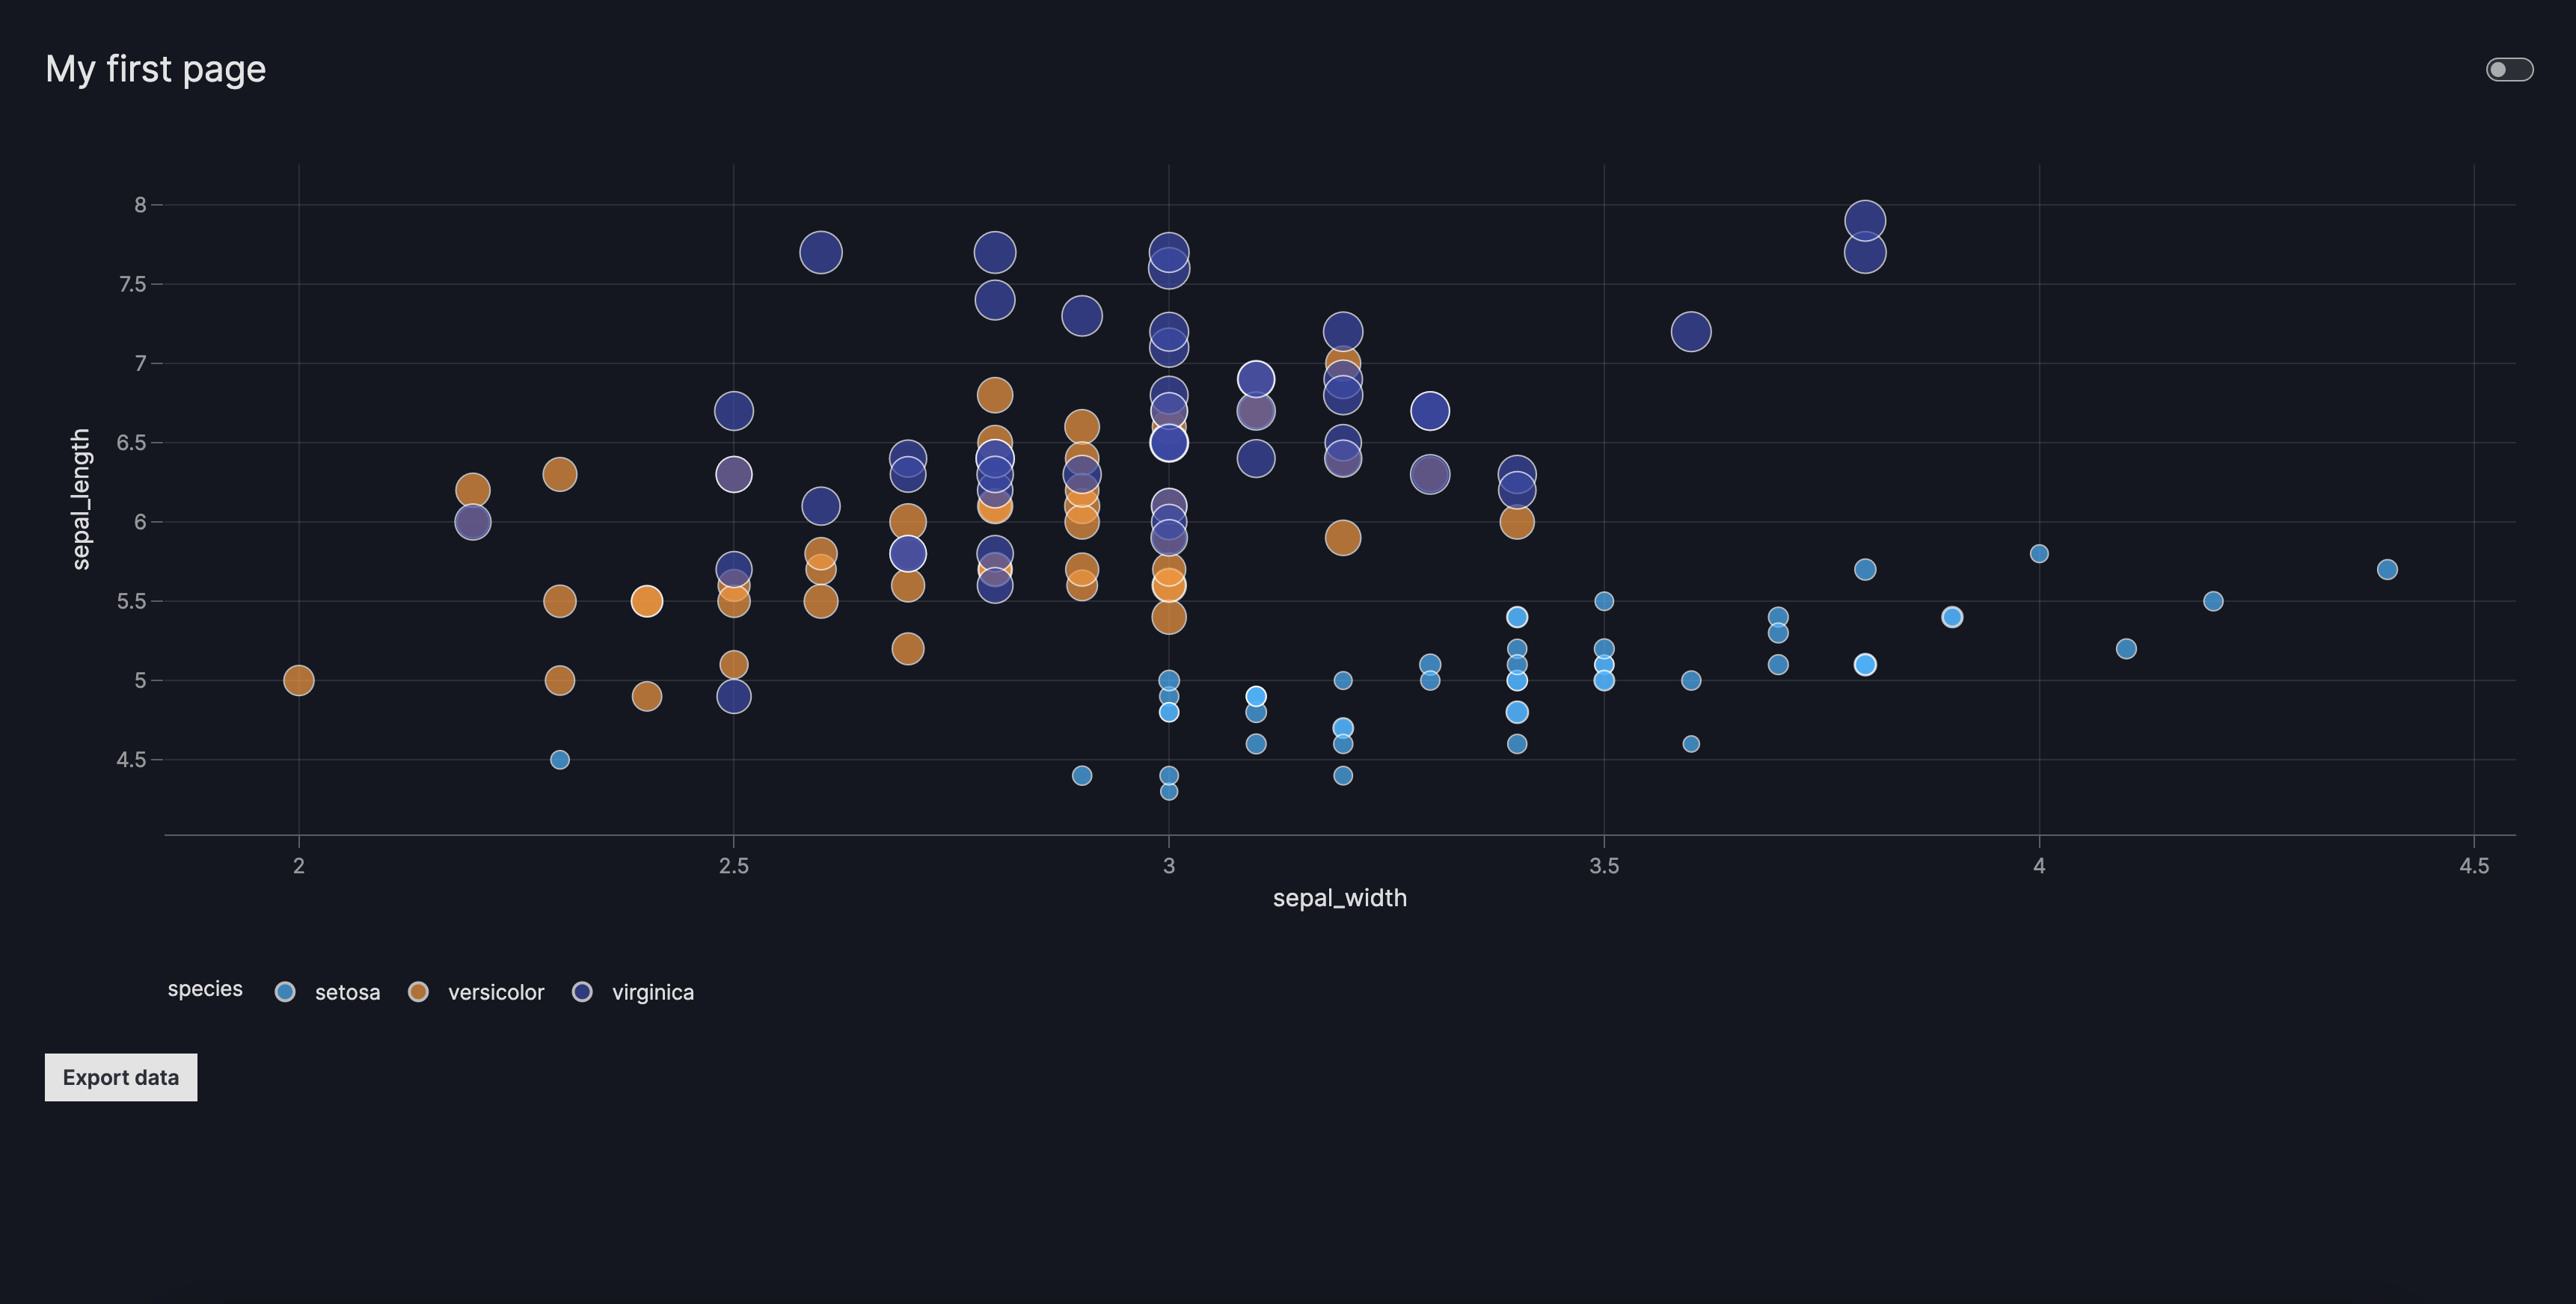 My first page
sepal_length
8
7.5
7
6.5
6
5.5
5
4.5
2 2.5 3 3.5 4 4.5
sepal_width
species setosa versicolor virginica
Export data